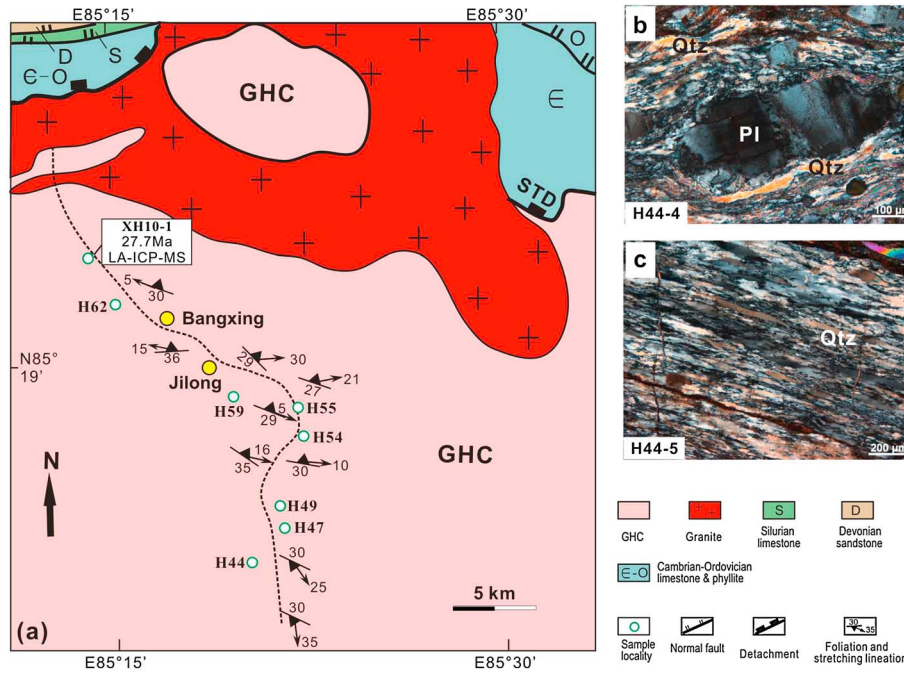 E85°15'
E85°30'
D
S
Є-O
GHC
O
Є
STD
XH10-1
27.7Ma
LA-ICP-MS
5
30
H62
Bangxing
15
36
29
30
N85°
19'
Jilong
21
27
H59
5
29
H55
H54
16
35
30
10
GHC
N
H49
H47
H44
30
25
5 km
30
35
(a)
E85°15'
E85°30'
b
Qtz
Pl
Qtz
H44-4
100 µm
c
Qtz
H44-5
200 µm
GHC
Granite
S
Silurian
limestone
D
Devonian
sandstone
Є-O
Cambrian-Ordovician
limestone & phyllite
Sample
locality
Normal fault
Detachment
30
35
Foliation and
stretching lineation